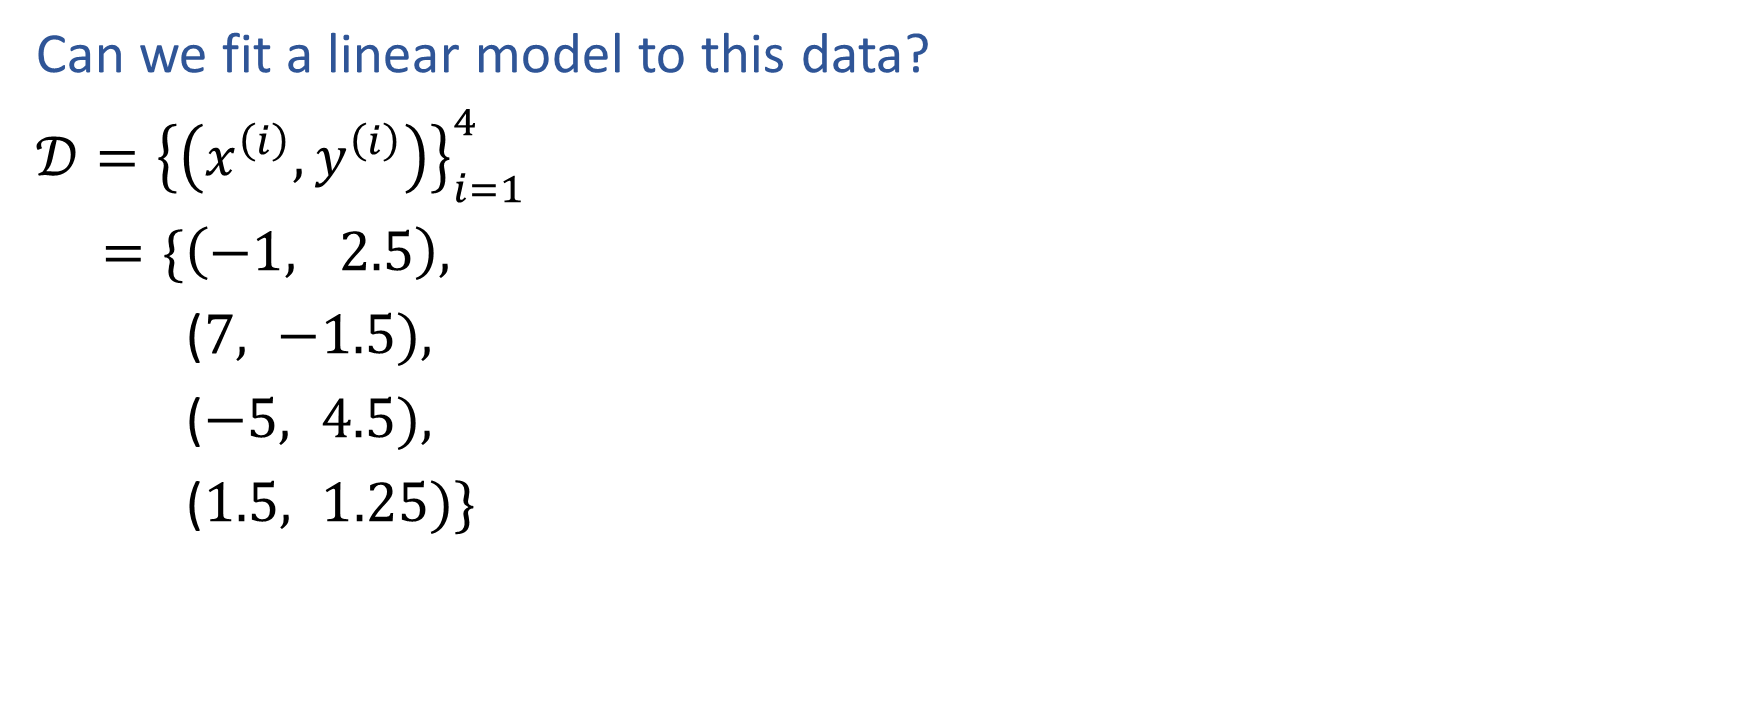 Can we fit a linear model to this data?
𝒟 = {(x^(i), y^(i))}_{i=1}^4
= {(−1, 2.5),
(7, −1.5),
(−5, 4.5),
(1.5, 1.25)}